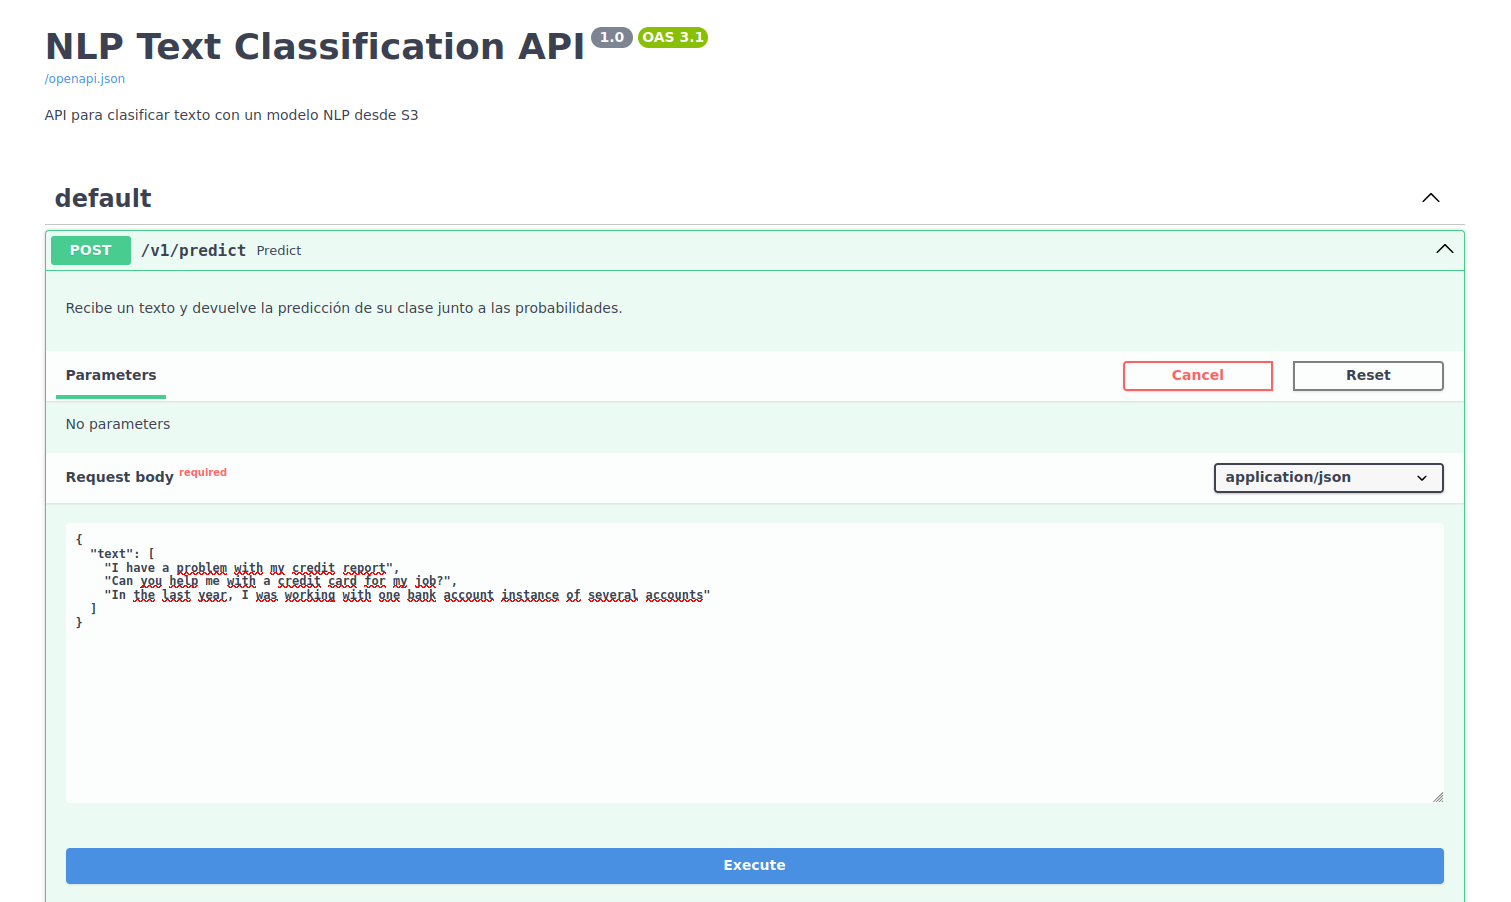 NLP Text Classification API 1.0 OAS 3.1
/openapi.json
API para clasificar texto con un modelo NLP desde S3
default
POST /v1/predict Predict
Recibe un texto y devuelve la predicción de su clase junto a las probabilidades.
Parameters Cancel Reset
No parameters
Request body required application/json
{
  "text": [
    "I have a problem with my credit report",
    "Can you help me with a credit card for my job?",
    "In the last year, I was working with one bank account instance of several accounts"
  ]
}
Execute